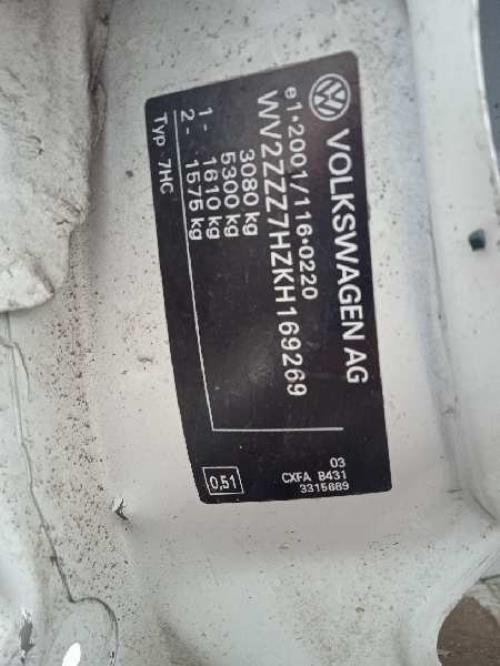 VOLKSWAGEN AG
e1*2001/116*0220
WV2ZZZ7HZKH169269
3080 kg
5300 kg
1 - 1610 kg
2 - 1575 kg
Typ 7HC
03
CXFA B431
3315689
0,51